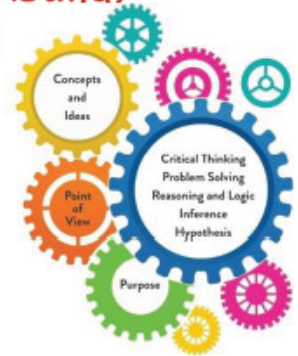 Concepts
and
Ideas
Critical Thinking
Problem Solving
Reasoning and Logic
Inference
Hypothesis
Point
of
View
Purpose